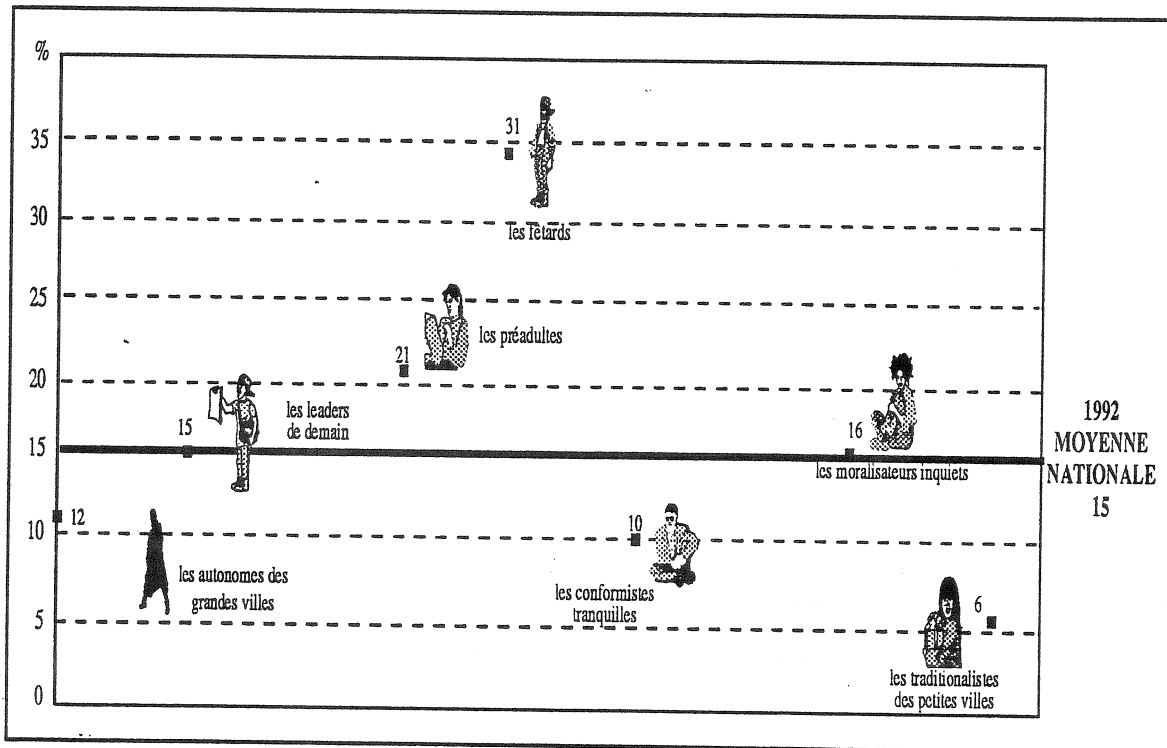 %
35
30
25
20
15
10
5
0
31
les fêtards
21
les préadultes
15
les leaders
de demain
16
les moralisateurs inquiets
12
les autonomes des
grandes villes
10
les conformistes
tranquilles
6
les traditionalistes
des petites villes
1992
MOYENNE
NATIONALE
15